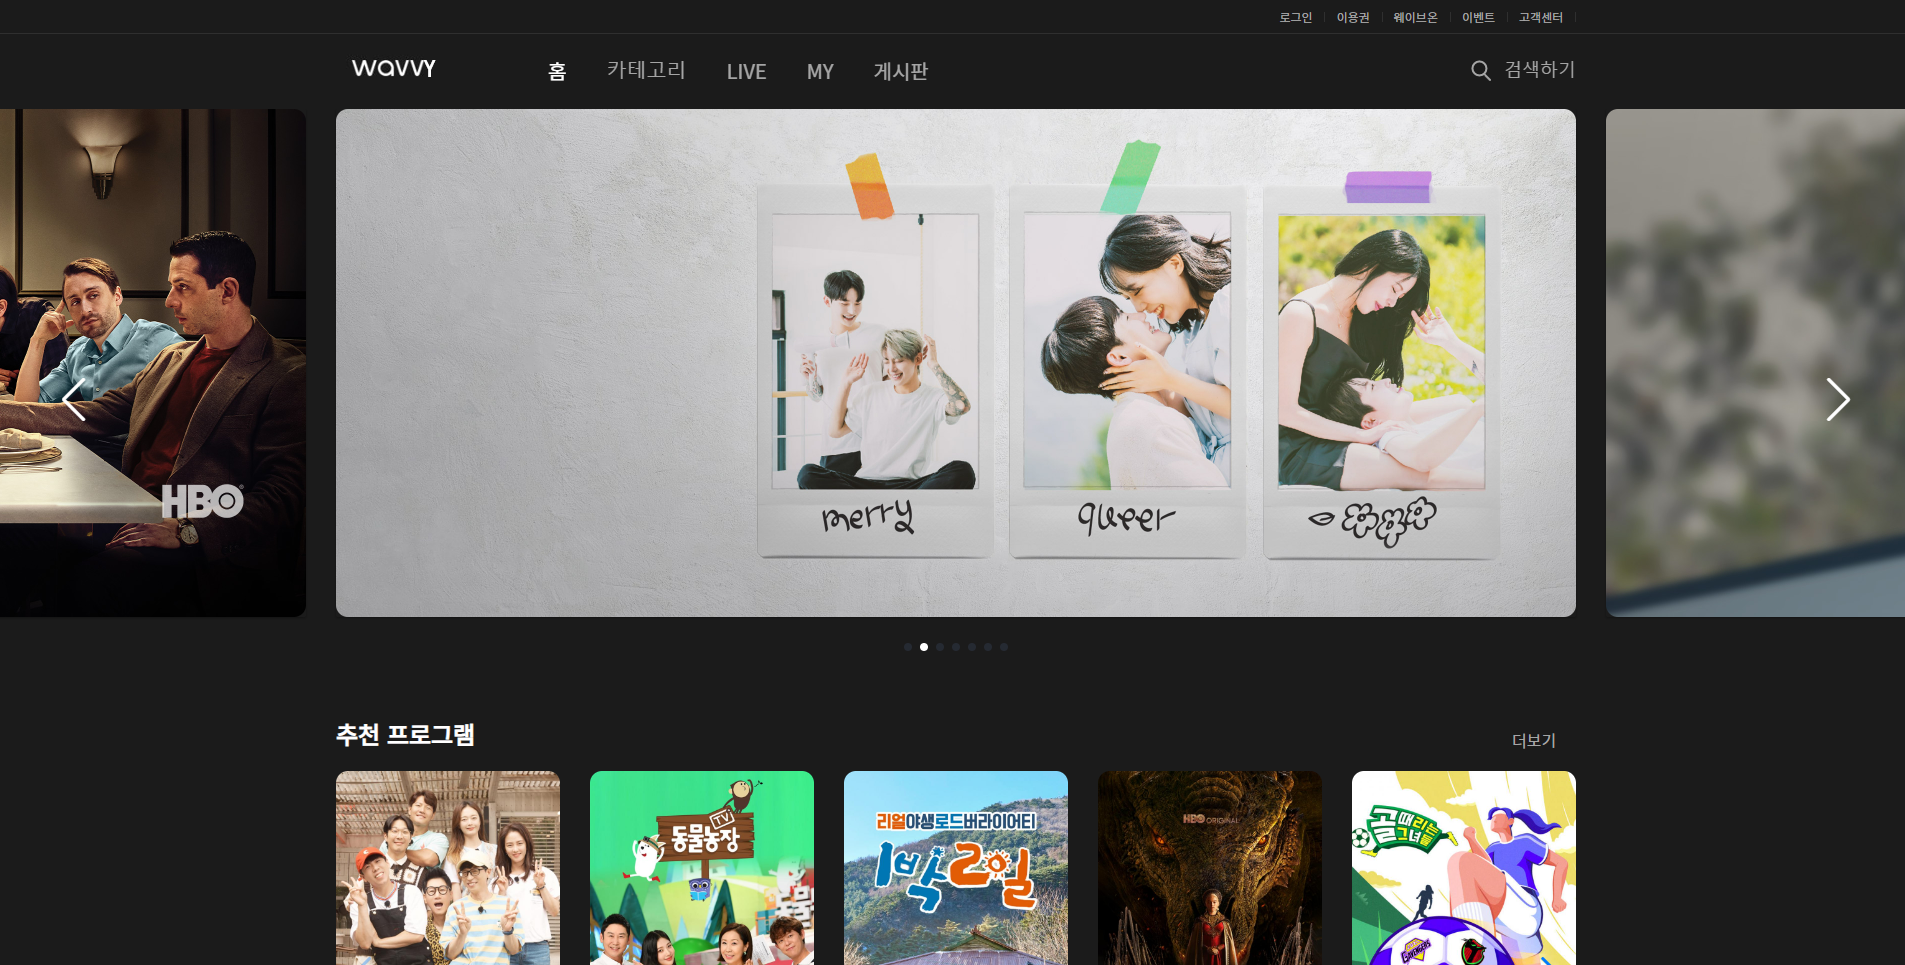 로그인 이용권 웨이브온 이벤트 고객센터
wavvy 홈 카테고리 LIVE MY 게시판 검색하기
HBO
merry queer
추천 프로그램 더보기
TV
동물농장
리얼야생로드버라이어티
1박2일
HBO ORIGINAL
골때리는
그녀들